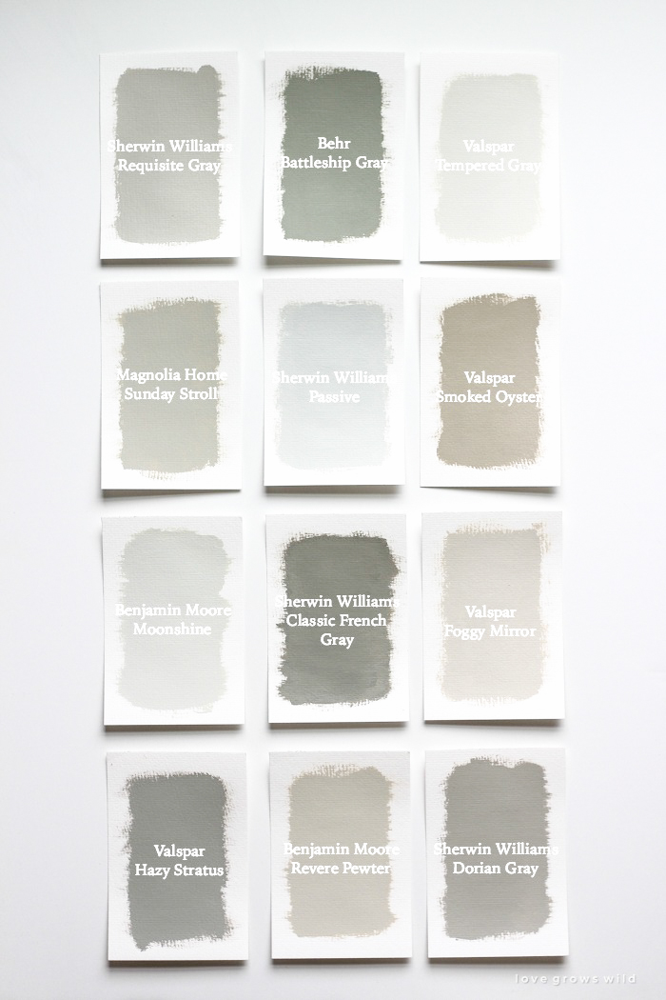 Sherwin Williams
Requisite Gray
Behr
Battleship Gray
Valspar
Tempered Gray
Magnolia Home
Sunday Stroll
Sherwin Williams
Passive
Valspar
Smoked Oyster
Benjamin Moore
Moonshine
Sherwin Williams
Classic French
Gray
Valspar
Foggy Mirror
Valspar
Hazy Stratus
Benjamin Moore
Revere Pewter
Sherwin Williams
Dorian Gray
love grows wild